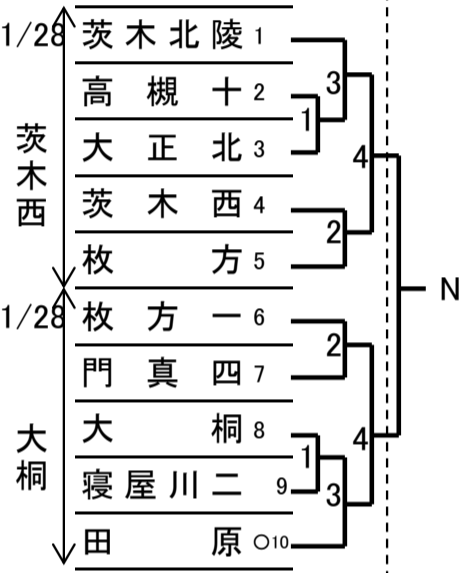 1/28
茨木西
茨木北陵 1
高槻十 2
大正北 3
茨木西 4
枚方 5
1
3
2
4
1/28
大桐
枚方一 6
門真四 7
大桐 8
寝屋川二 9
田原 ○10
2
1
3
4
N